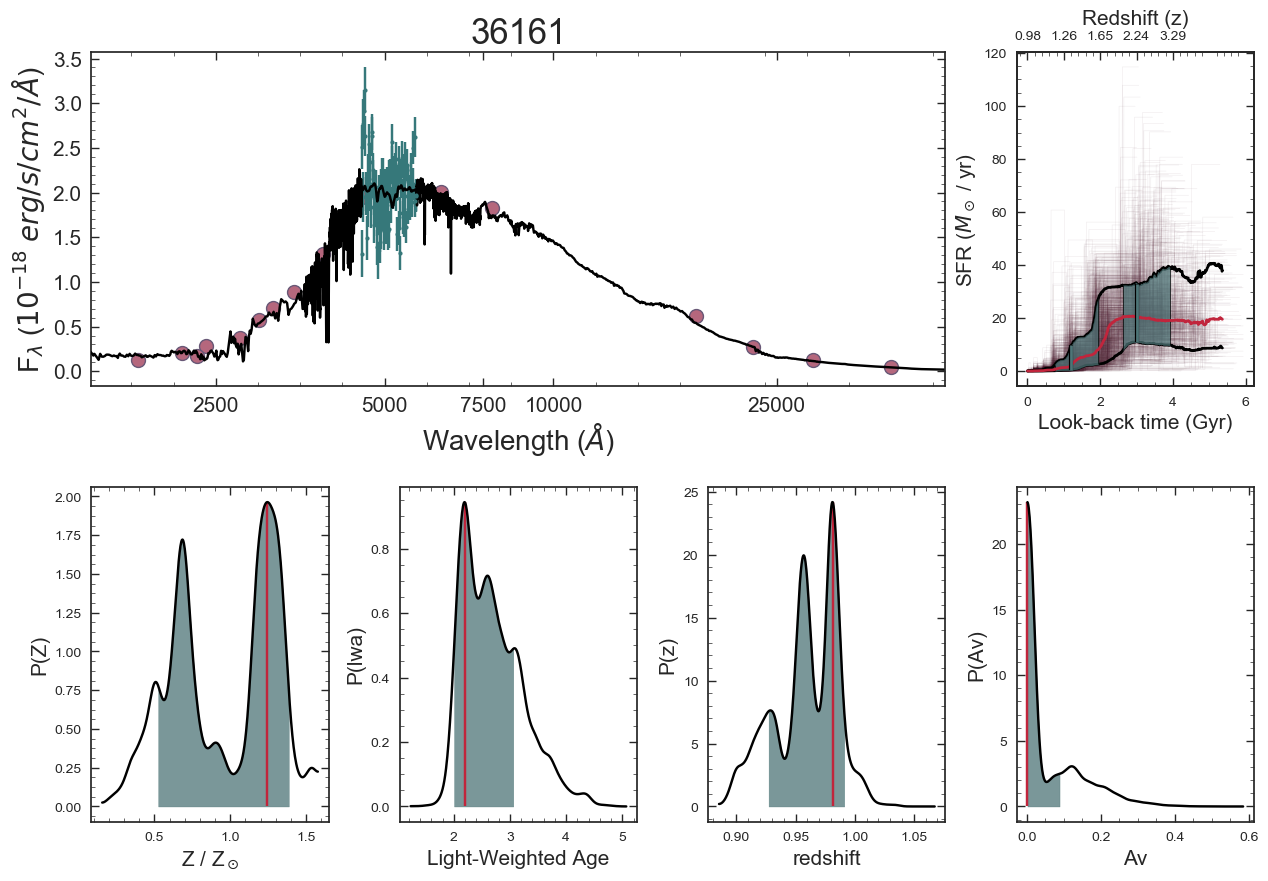 36161
Redshift (z)
0.98 1.26 1.65 2.24 3.29
3.5
3.0
2.5
2.0
1.5
1.0
0.5
0.0
F_λ (10^{-18} erg/s/cm^2/Å)
2500 5000 7500 10000 25000
Wavelength (Å)
120
100
80
60
40
20
0
SFR (M_⊙ / yr)
0 2 4 6
Look-back time (Gyr)
2.00
1.75
1.50
1.25
1.00
0.75
0.50
0.25
0.00
P(Z)
0.5 1.0 1.5
Z / Z_⊙
0.8
0.6
0.4
0.2
0.0
P(lwa)
2 3 4 5
Light-Weighted Age
25
20
15
10
5
0
P(z)
0.90 0.95 1.00 1.05
redshift
20
15
10
5
0
P(Av)
0.0 0.2 0.4 0.6
Av